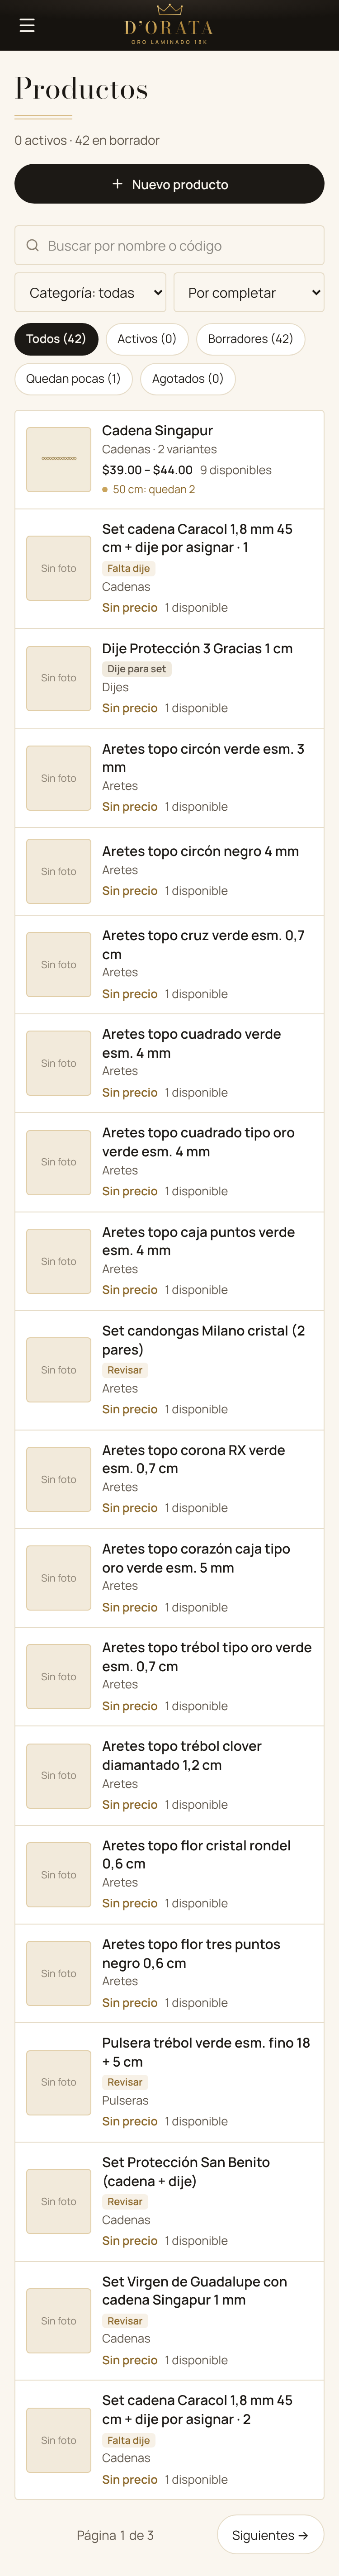 D'ORATA
ORO LAMINADO 18K
Productos
0 activos · 42 en borrador
+ Nuevo producto
Buscar por nombre o código
Categoría: todas
Por completar
Todos (42)
Activos (0)
Borradores (42)
Quedan pocas (1)
Agotados (0)
Cadena Singapur
Cadenas · 2 variantes
$39.00 – $44.00 9 disponibles
50 cm: quedan 2
Sin foto
Set cadena Caracol 1,8 mm 45
cm + dije por asignar · 1
Falta dije
Cadenas
Sin precio 1 disponible
Sin foto
Dije Protección 3 Gracias 1 cm
Dije para set
Dijes
Sin precio 1 disponible
Sin foto
Aretes topo circón verde esm. 3
mm
Aretes
Sin precio 1 disponible
Sin foto
Aretes topo circón negro 4 mm
Aretes
Sin precio 1 disponible
Sin foto
Aretes topo cruz verde esm. 0,7
cm
Aretes
Sin precio 1 disponible
Sin foto
Aretes topo cuadrado verde
esm. 4 mm
Aretes
Sin precio 1 disponible
Sin foto
Aretes topo cuadrado tipo oro
verde esm. 4 mm
Aretes
Sin precio 1 disponible
Sin foto
Aretes topo caja puntos verde
esm. 4 mm
Aretes
Sin precio 1 disponible
Sin foto
Set candongas Milano cristal (2
pares)
Revisar
Aretes
Sin precio 1 disponible
Sin foto
Aretes topo corona RX verde
esm. 0,7 cm
Aretes
Sin precio 1 disponible
Sin foto
Aretes topo corazón caja tipo
oro verde esm. 5 mm
Aretes
Sin precio 1 disponible
Sin foto
Aretes topo trébol tipo oro verde
esm. 0,7 cm
Aretes
Sin precio 1 disponible
Sin foto
Aretes topo trébol clover
diamantado 1,2 cm
Aretes
Sin precio 1 disponible
Sin foto
Aretes topo flor cristal rondel
0,6 cm
Aretes
Sin precio 1 disponible
Sin foto
Aretes topo flor tres puntos
negro 0,6 cm
Aretes
Sin precio 1 disponible
Sin foto
Pulsera trébol verde esm. fino 18
+ 5 cm
Revisar
Pulseras
Sin precio 1 disponible
Sin foto
Set Protección San Benito
(cadena + dije)
Revisar
Cadenas
Sin precio 1 disponible
Sin foto
Set Virgen de Guadalupe con
cadena Singapur 1 mm
Revisar
Cadenas
Sin precio 1 disponible
Sin foto
Set cadena Caracol 1,8 mm 45
cm + dije por asignar · 2
Falta dije
Cadenas
Sin precio 1 disponible
Página 1 de 3
Siguientes →